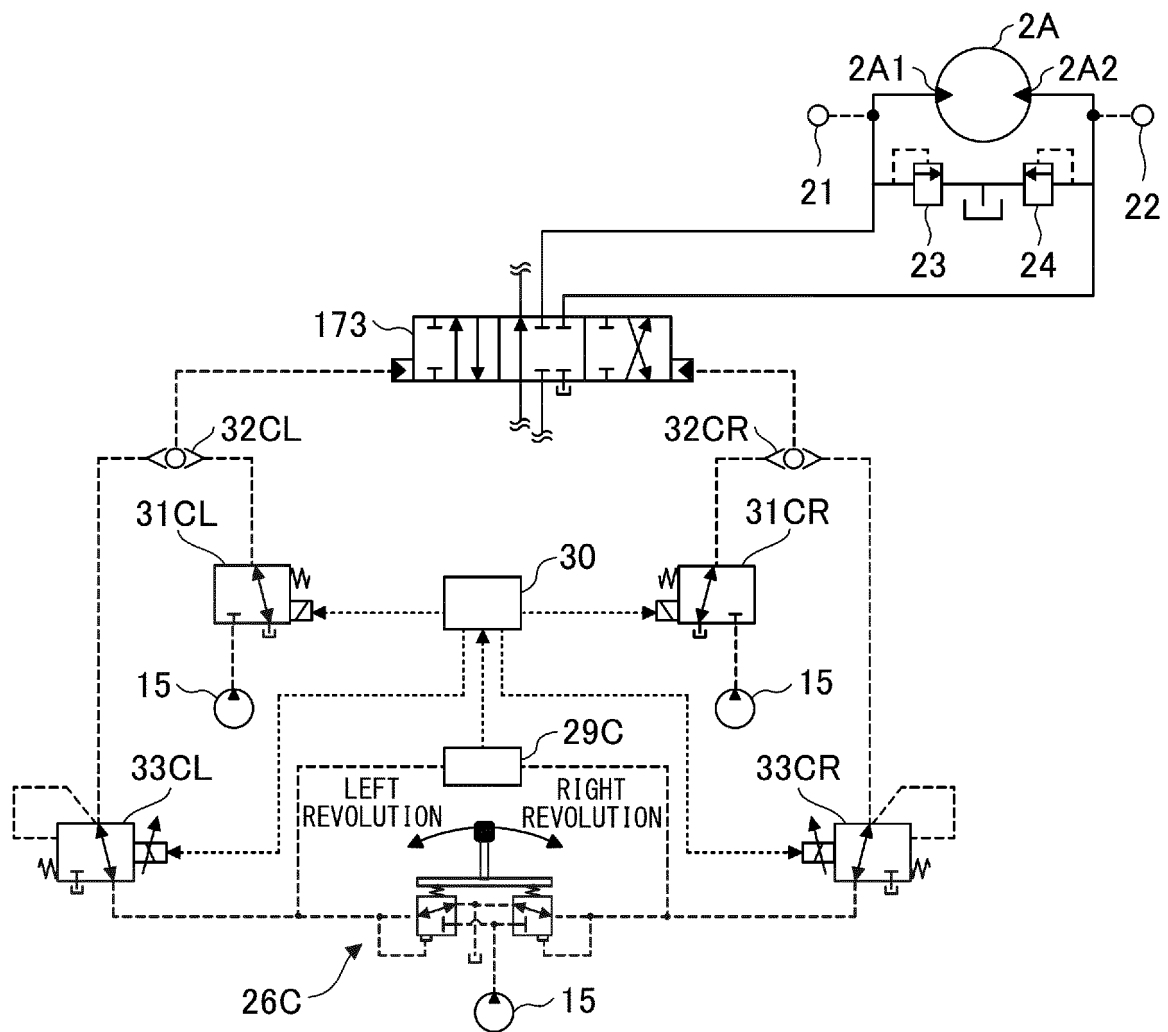 2A
2A1
2A2
21
22
23
24
173
32CL
32CR
31CL
31CR
30
15
15
29C
33CL
33CR
LEFT
REVOLUTION
RIGHT
REVOLUTION
26C
15